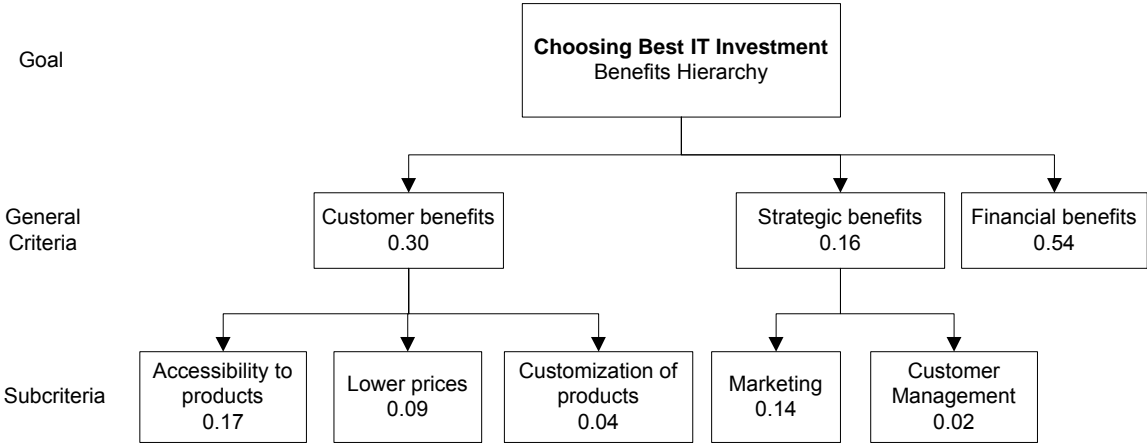 Goal
Choosing Best IT Investment
Benefits Hierarchy
General
Criteria
Customer benefits
0.30
Strategic benefits
0.16
Financial benefits
0.54
Subcriteria
Accessibility to
products
0.17
Lower prices
0.09
Customization of
products
0.04
Marketing
0.14
Customer
Management
0.02